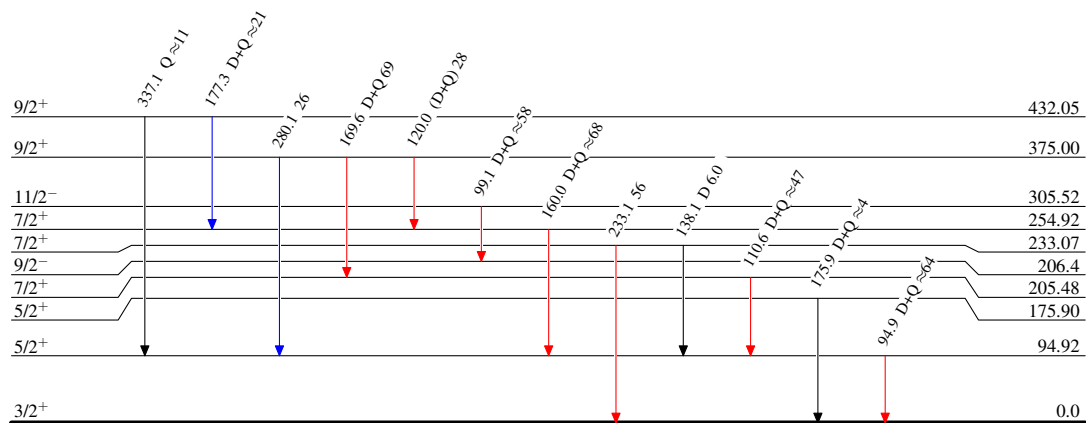 337.1 Q ≈11
177.3 D+Q ≈21
280.1 26
169.6 D+Q 69
120.0 (D+Q) 28
99.1 D+Q ≈58
160.0 D+Q ≈68
233.1 56
138.1 D 6.0
110.6 D+Q ≈47
175.9 D+Q ≈4
94.9 D+Q ≈64
9/2⁺ 432.05
9/2⁺ 375.00
11/2⁻ 305.52
7/2⁺ 254.92
7/2⁺ 233.07
9/2⁻ 206.4
7/2⁺ 205.48
5/2⁺ 175.90
5/2⁺ 94.92
3/2⁺ 0.0